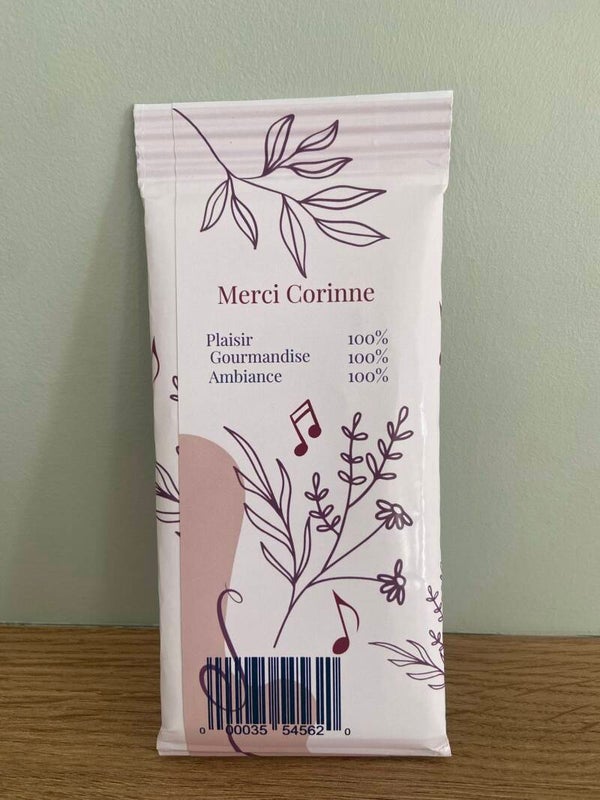 Merci Corinne
Plaisir 100%
Gourmandise 100%
Ambiance 100%
0 00035 54562 0